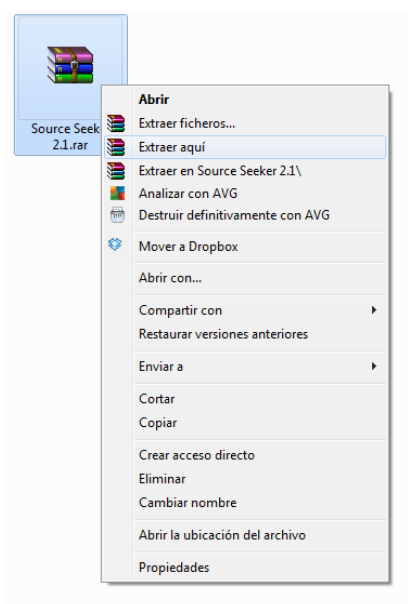 Source Seek
2.1.rar
Abrir
Extraer ficheros...
Extraer aquí
Extraer en Source Seeker 2.1\
Analizar con AVG
Destruir definitivamente con AVG
Mover a Dropbox
Abrir con...
Compartir con
Restaurar versiones anteriores
Enviar a
Cortar
Copiar
Crear acceso directo
Eliminar
Cambiar nombre
Abrir la ubicación del archivo
Propiedades